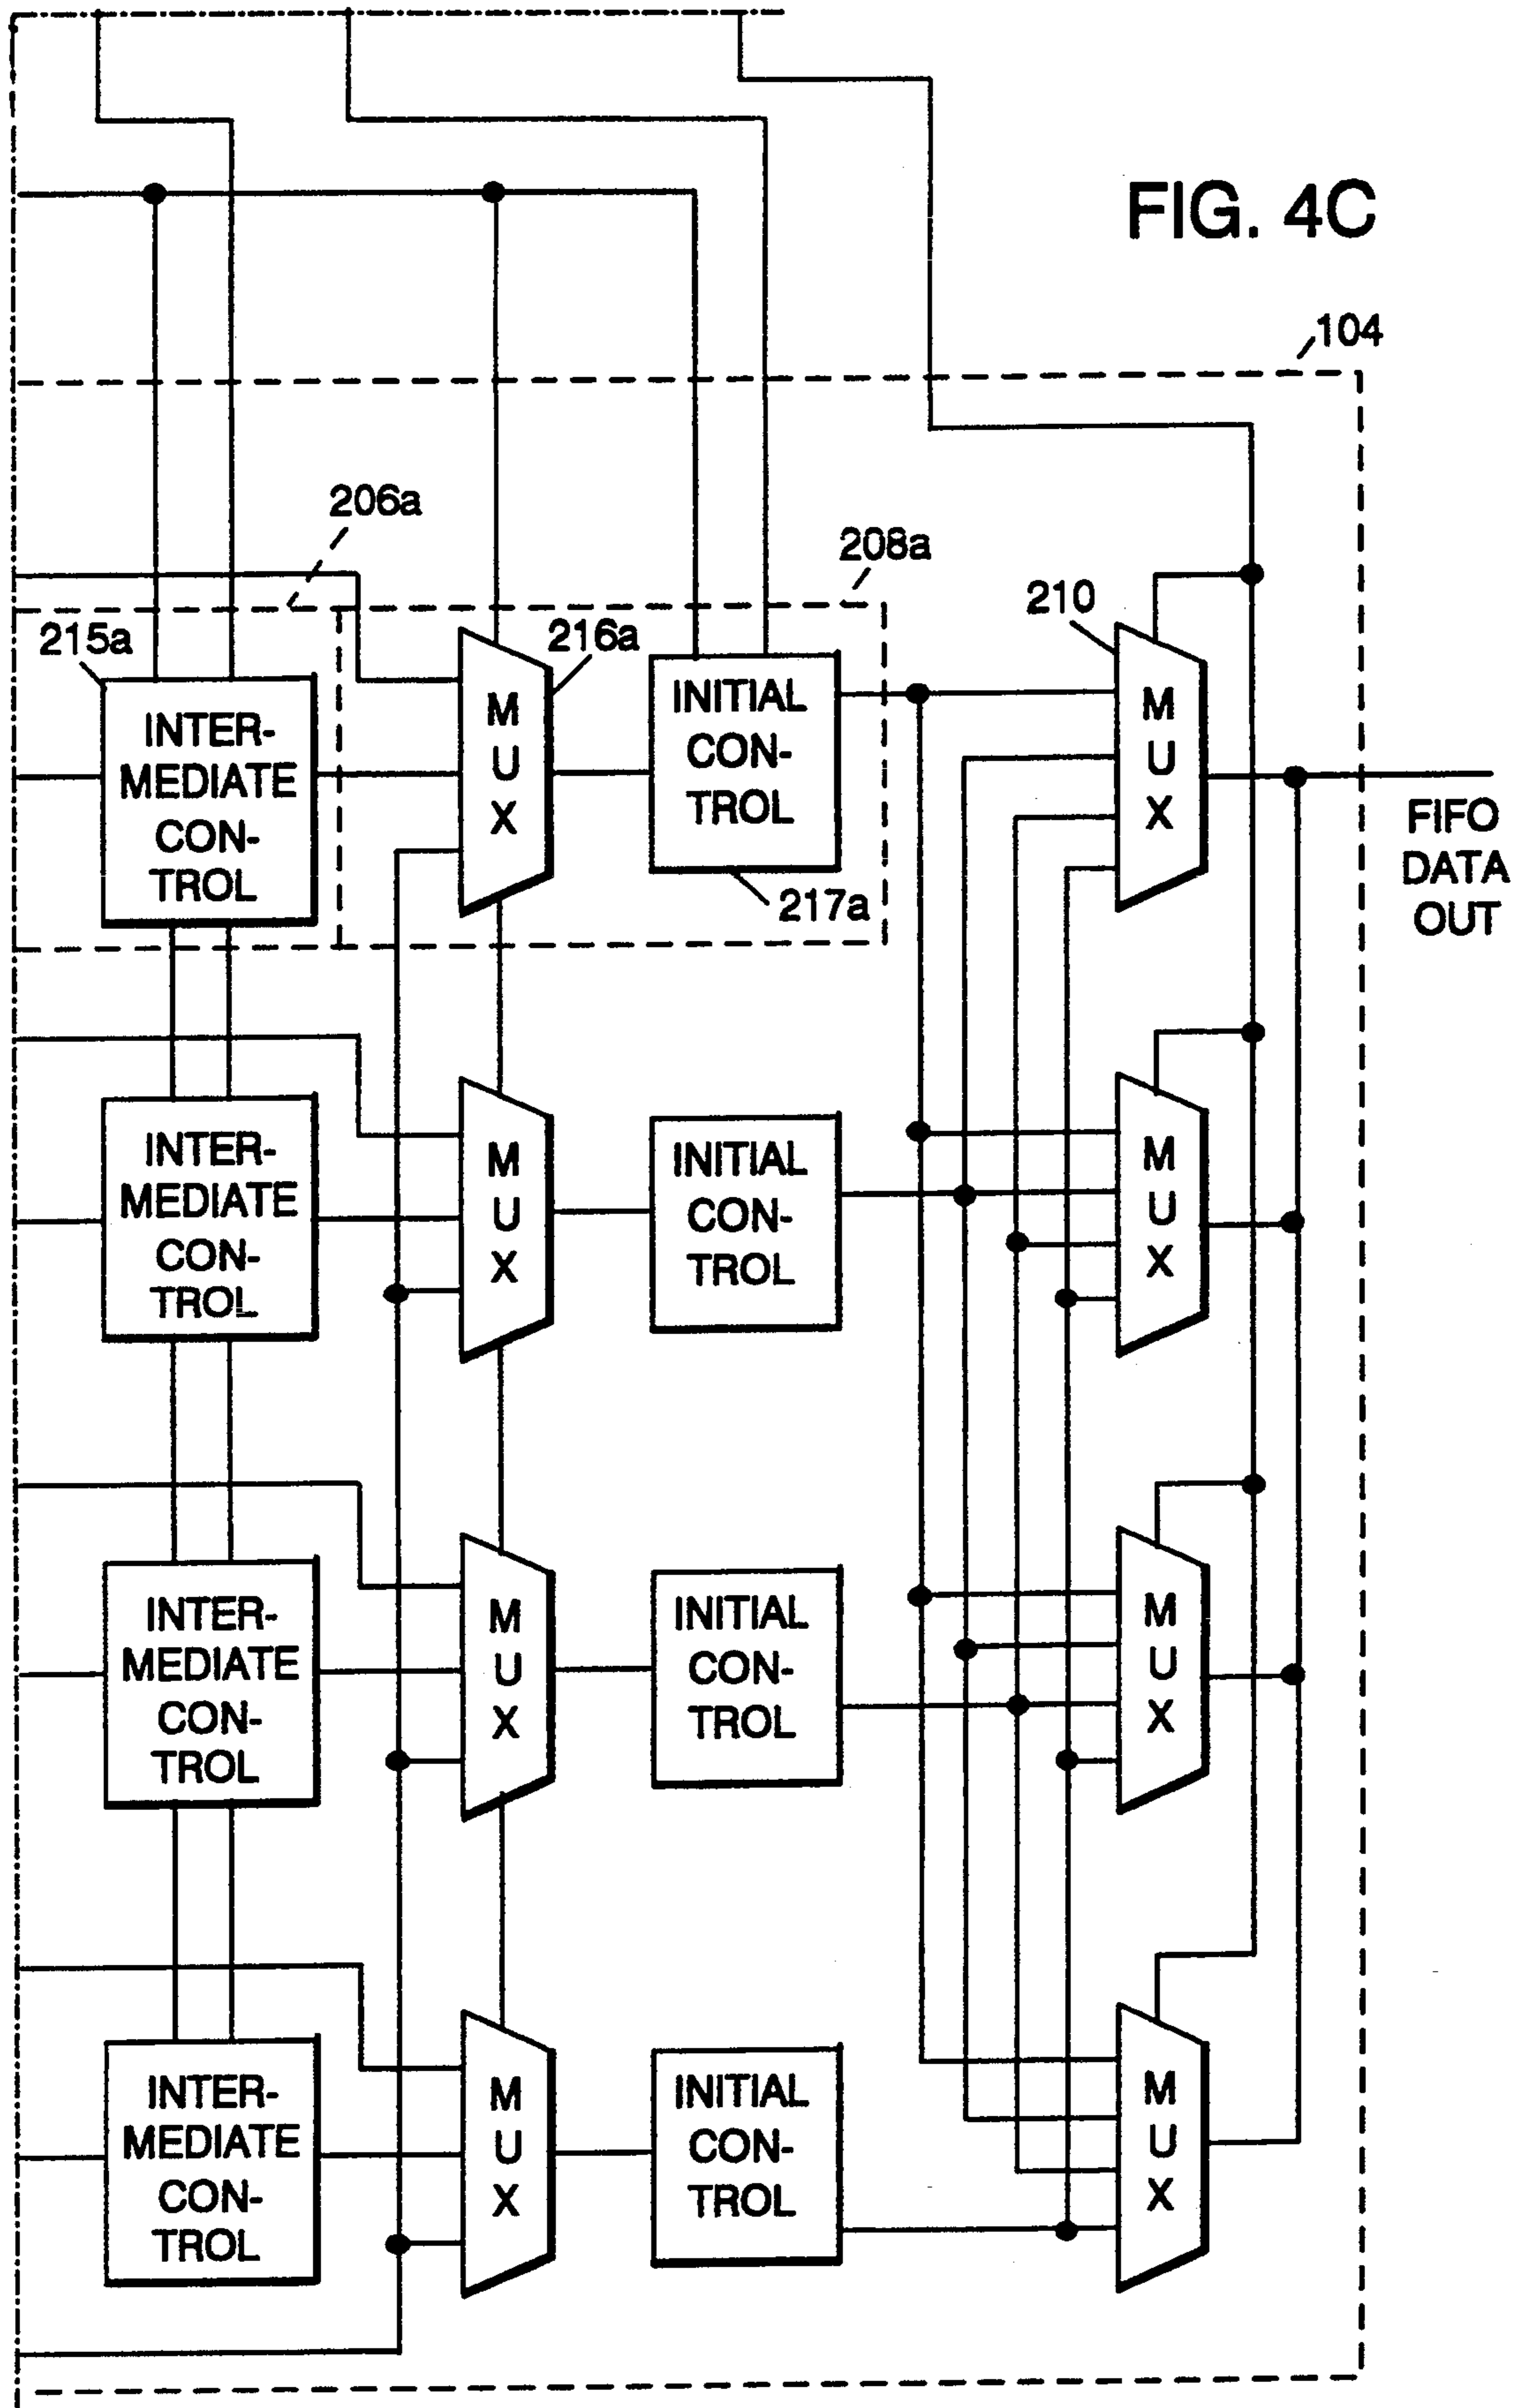 FIG. 4C
104
206a
208a
210
215a
216a
INTER-
MEDIATE
CON-
TROL
M
U
X
INITIAL
CON-
TROL
217a
M
U
X
FIFO
DATA
OUT
INTER-
MEDIATE
CON-
TROL
M
U
X
INITIAL
CON-
TROL
M
U
X
INTER-
MEDIATE
CON-
TROL
M
U
X
INITIAL
CON-
TROL
M
U
X
INTER-
MEDIATE
CON-
TROL
M
U
X
INITIAL
CON-
TROL
M
U
X